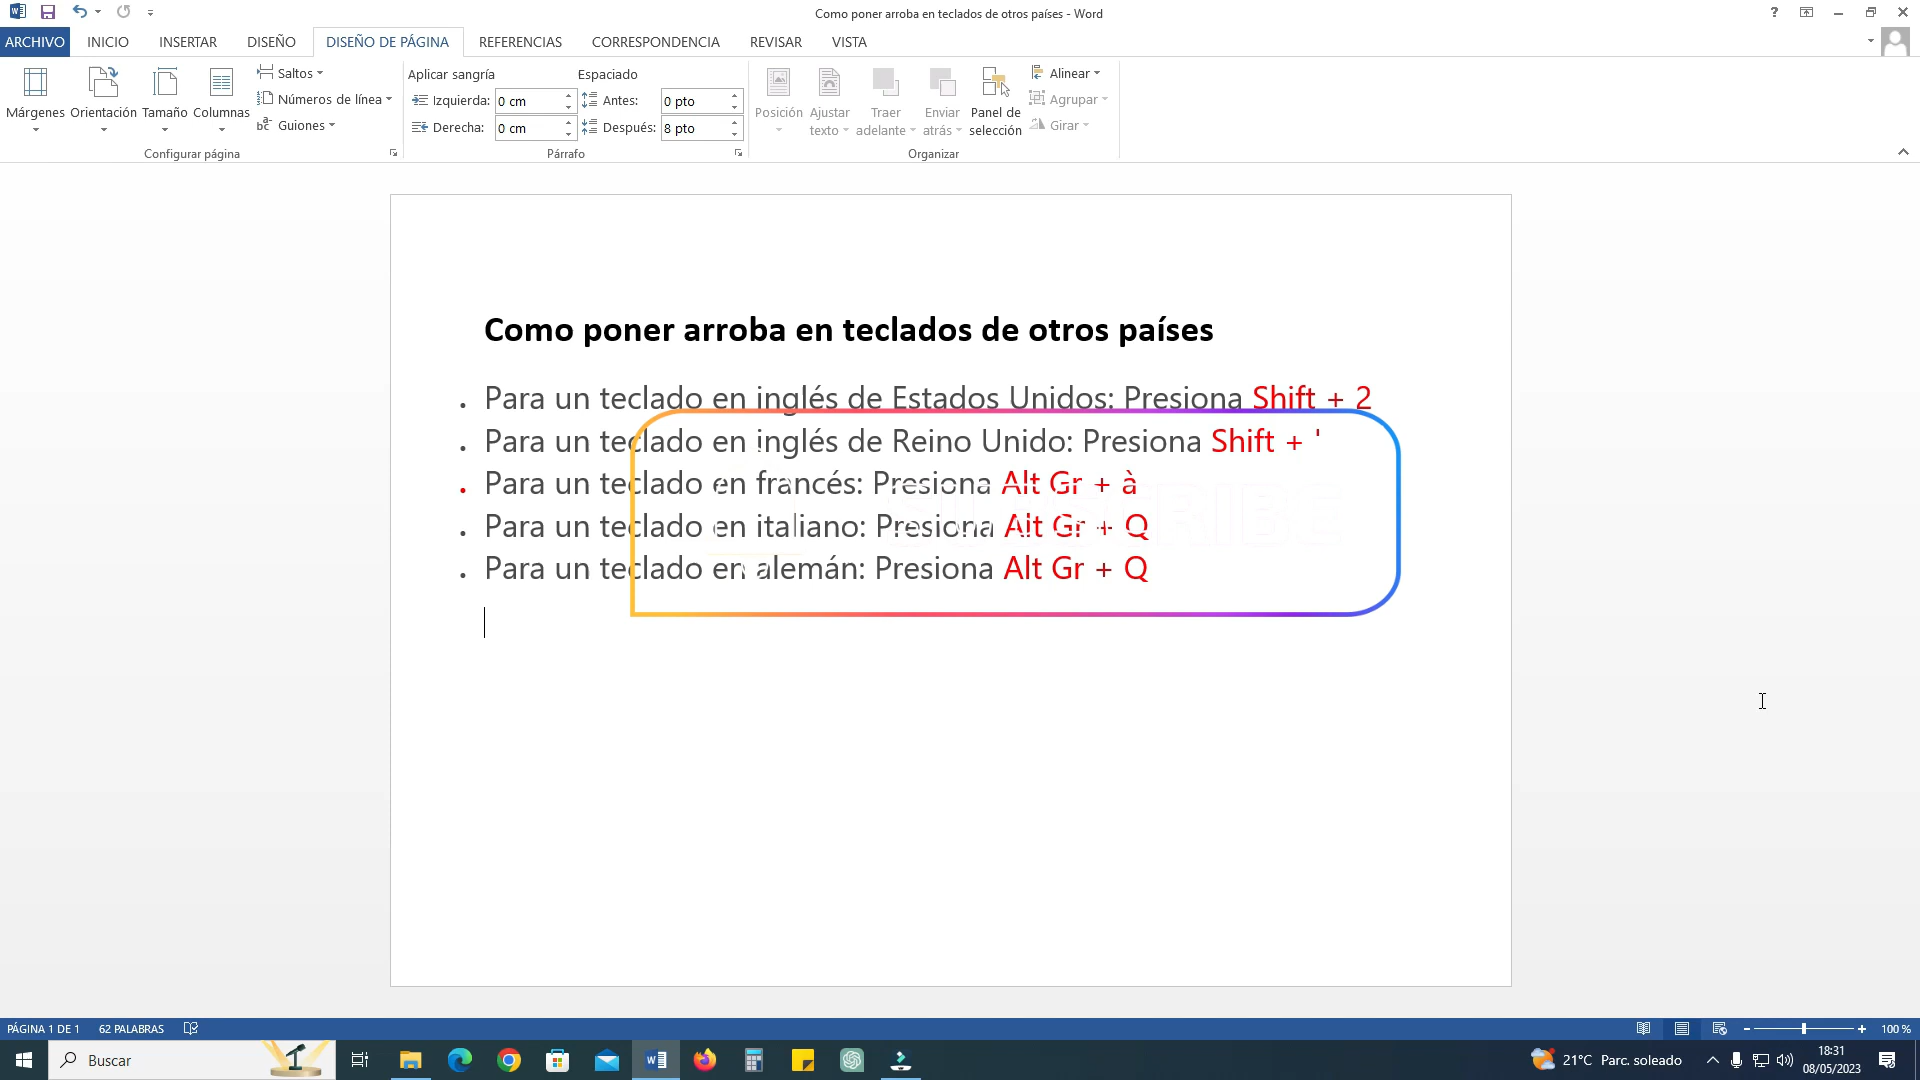 Como poner arroba en teclados de otros países - Word
ARCHIVO INICIO INSERTAR DISEÑO DISEÑO DE PÁGINA REFERENCIAS CORRESPONDENCIA REVISAR VISTA
Márgenes
Orientación
Tamaño
Columnas
Saltos
Números de línea
Guiones
Configurar página
Aplicar sangría
Izquierda: 0 cm
Derecha: 0 cm
Espaciado
Antes: 0 pto
Después: 8 pto
Párrafo
Posición
Ajustar
texto
Traer
adelante
Enviar
atrás
Panel de
selección
Alinear
Agrupar
Girar
Organizar
Como poner arroba en teclados de otros países
• Para un teclado en inglés de Estados Unidos: Presiona Shift + 2
• Para un teclado en inglés de Reino Unido: Presiona Shift + '
• Para un teclado en francés: Presiona Alt Gr + à
• Para un teclado en italiano: Presiona Alt Gr + Q
• Para un teclado en alemán: Presiona Alt Gr + Q
PÁGINA 1 DE 1 62 PALABRAS 100 %
Buscar
21°C Parc. soleado
18:31
08/05/2023